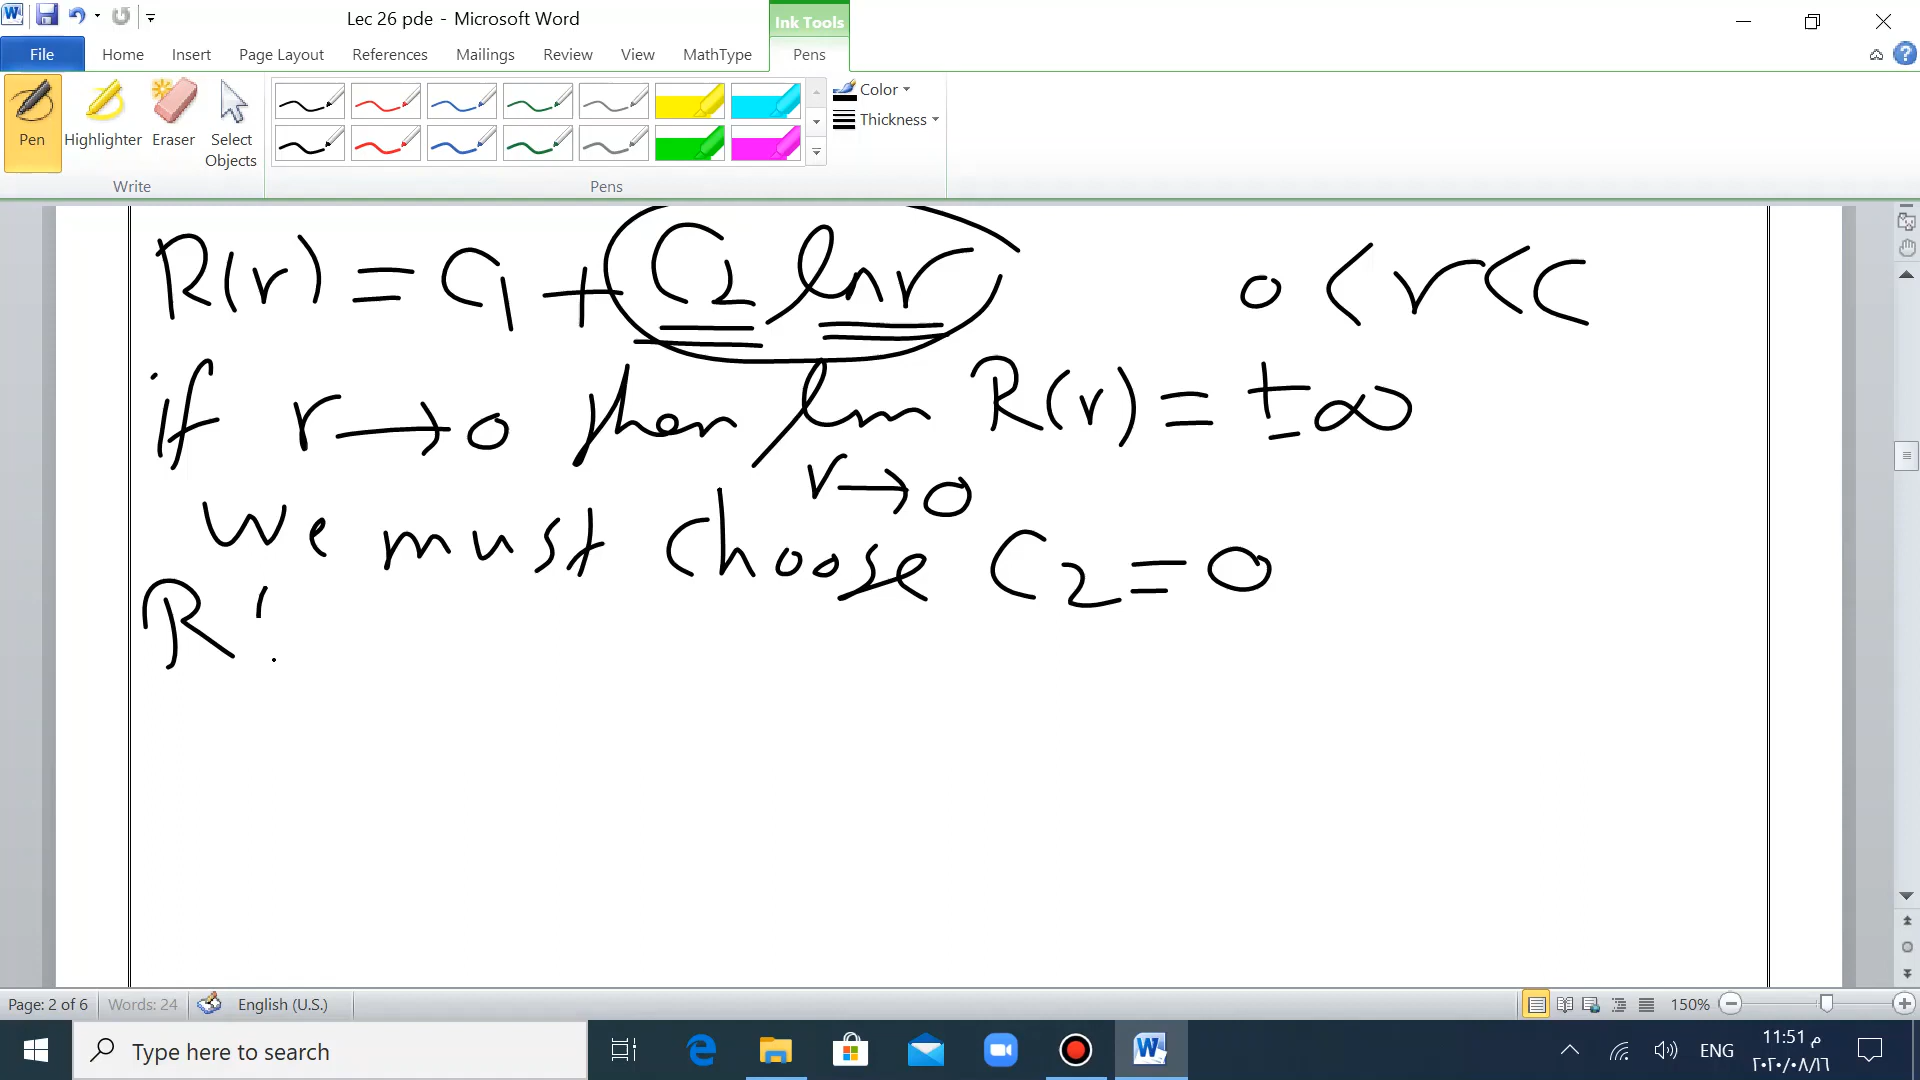 Lec 26 pde - Microsoft Word
Ink Tools
File Home Insert Page Layout References Mailings Review View MathType Pens
Pen Highlighter Eraser Select Objects
Color
Thickness
Write Pens
R(r) = C1 + C2 ln r 0 < r < c
if r → 0 then lim R(r) = ± ∞
r → 0
We must choose C2 = 0
R (
Page: 2 of 6 Words: 24 English (U.S.) 150%
Type here to search
ENG
11:51 م
٢٠٢٠/٠٨/١٦